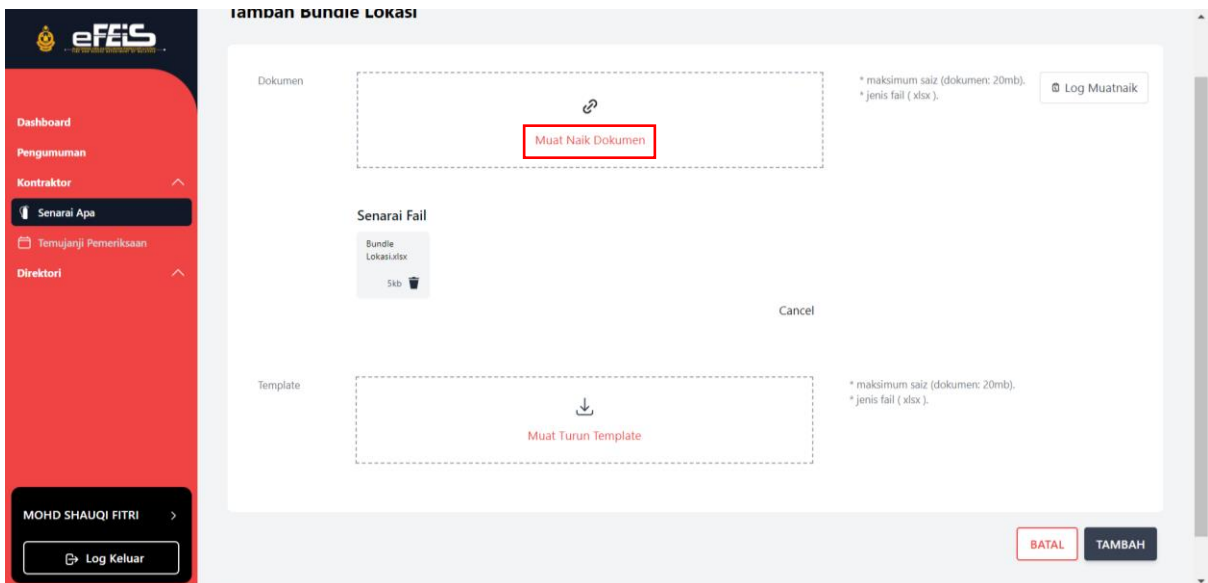 eFEiS
Dashboard
Pengumuman
Kontraktor
Senarai Apa
Temujanji Pemeriksaan
Direktori
MOHD SHAUQI FITRI
Log Keluar
Tambah Bundle Lokasi
Dokumen
Muat Naik Dokumen
* maksimum saiz (dokumen: 20mb).
* jenis fail ( xlsx ).
Log Muatnaik
Senarai Fail
Bundle
Lokasi.xlsx
5kb
Cancel
Template
Muat Turun Template
* maksimum saiz (dokumen: 20mb).
* jenis fail ( xlsx ).
BATAL
TAMBAH